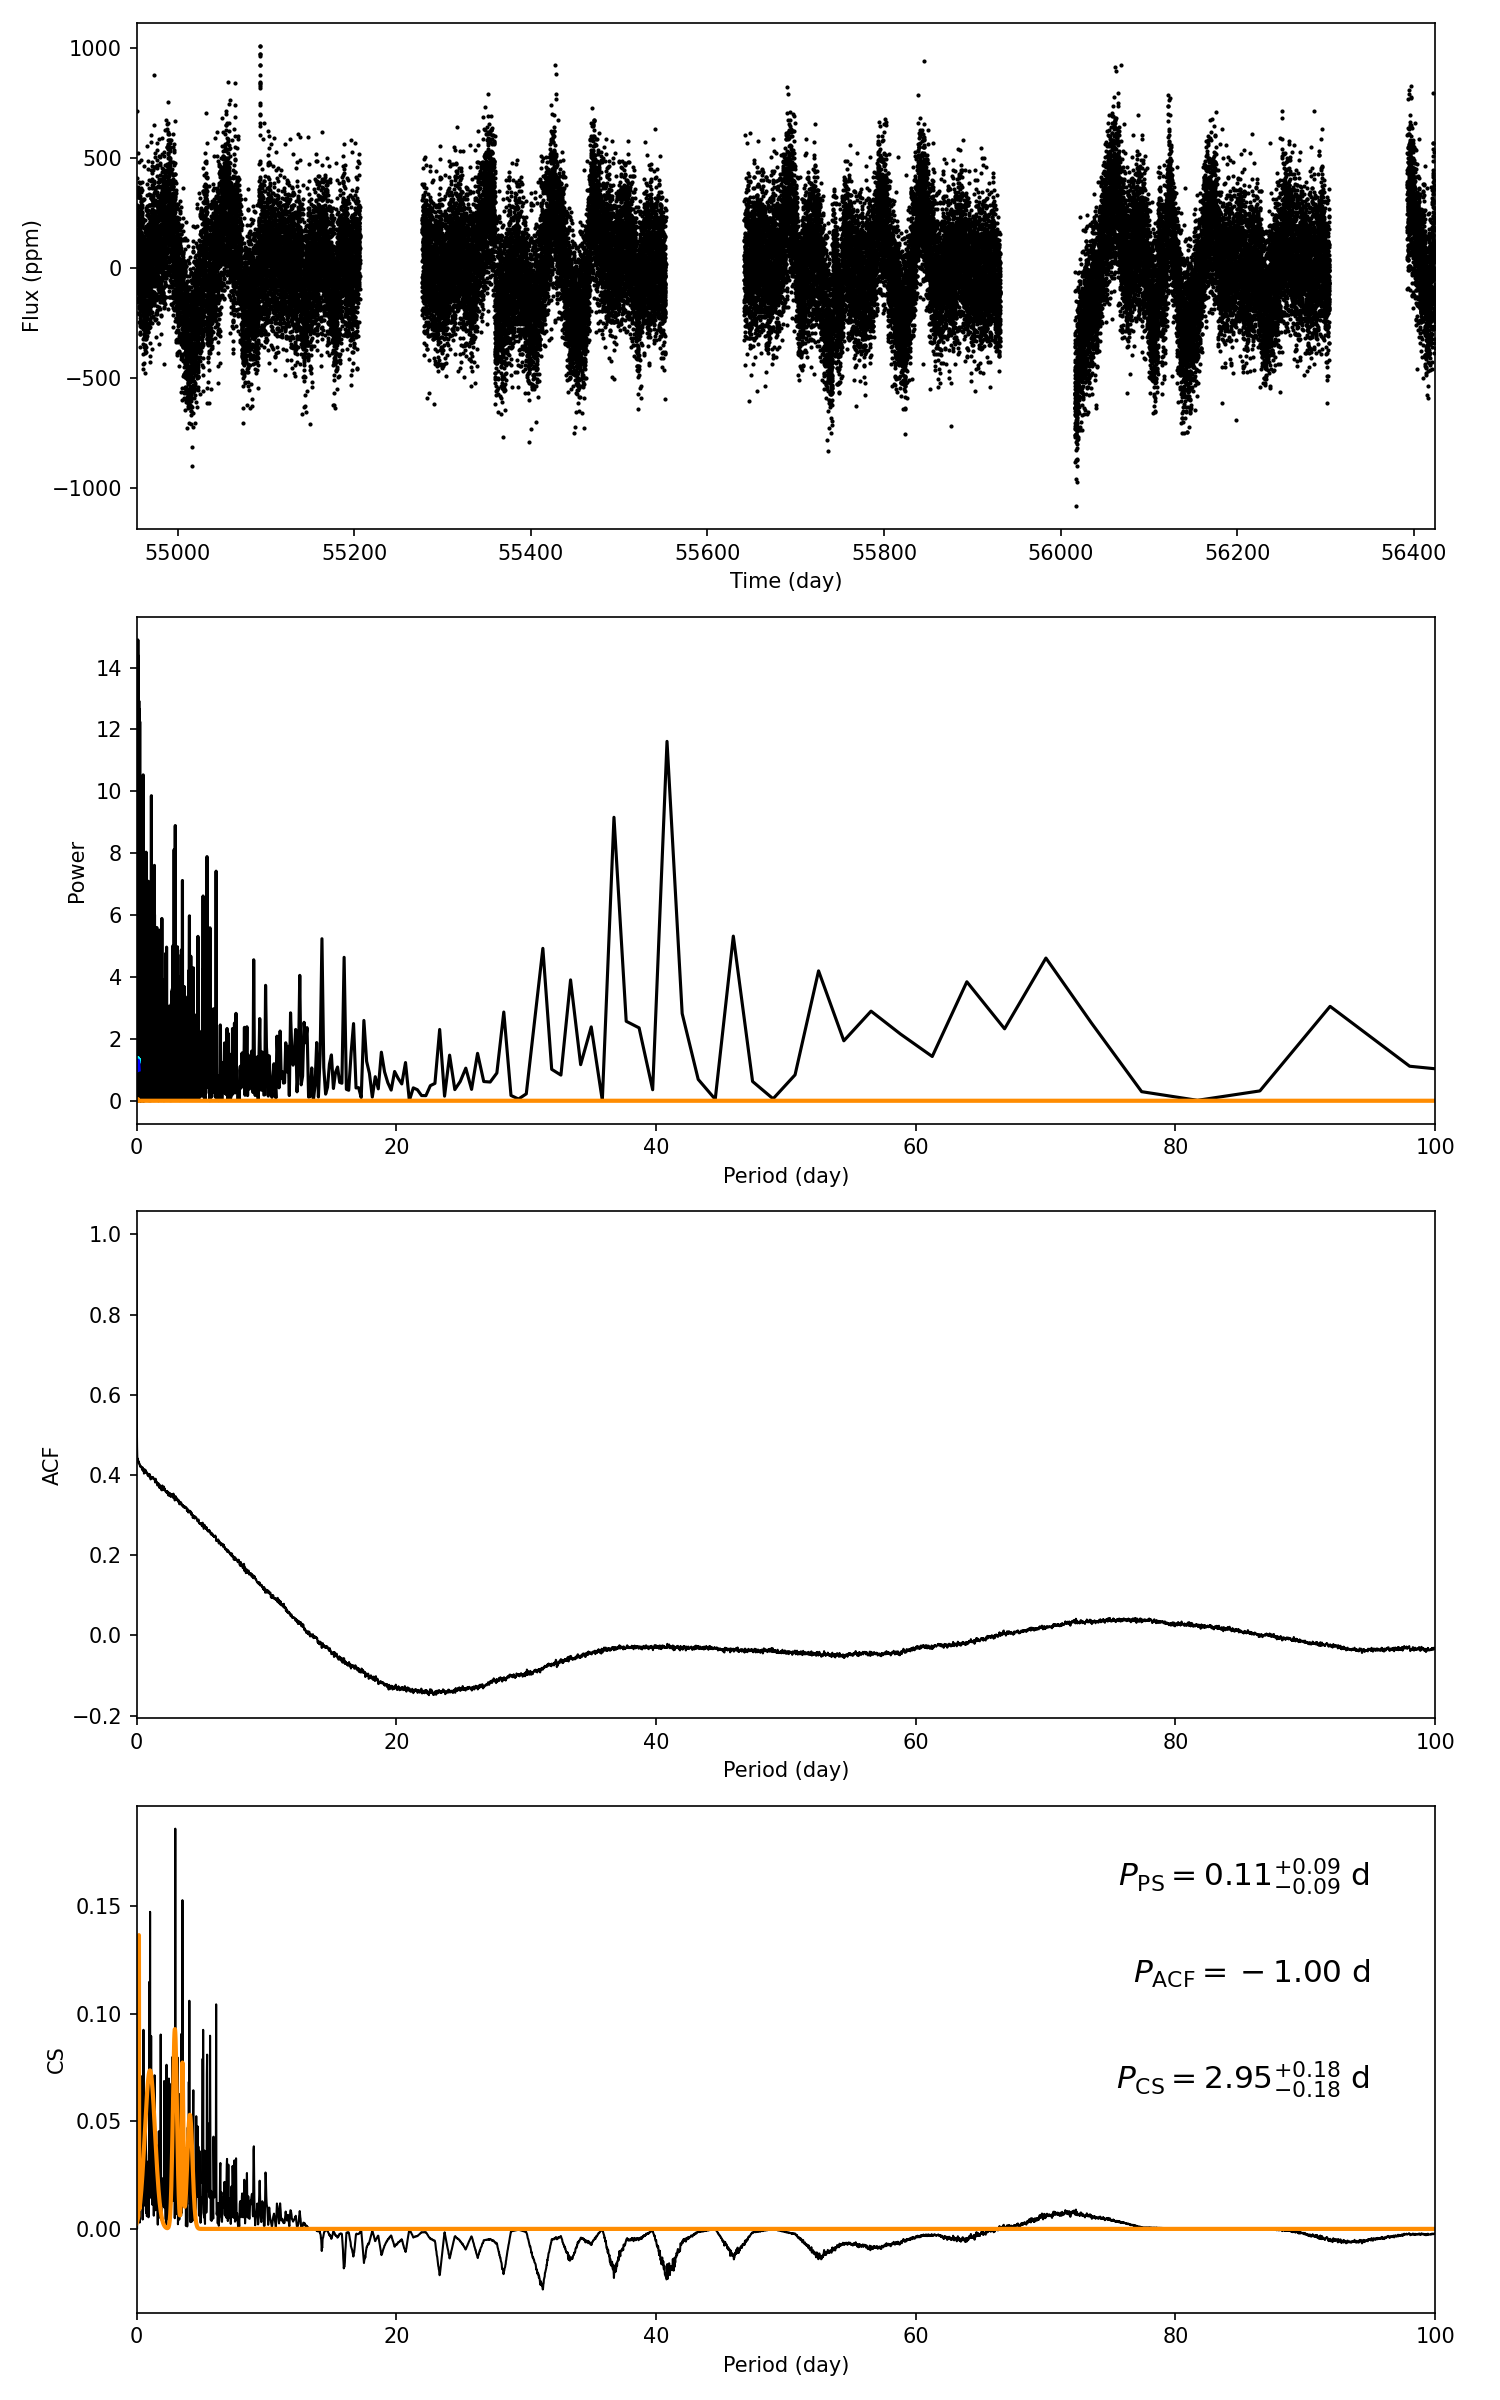 1000
500
0
−500
−1000
Flux (ppm)
55000 55200 55400 55600 55800 56000 56200 56400
Time (day)
14
12
10
8
6
4
2
0
Power
0 20 40 60 80 100
Period (day)
1.0
0.8
0.6
0.4
0.2
0.0
−0.2
ACF
0 20 40 60 80 100
Period (day)
P_PS = 0.11 +0.09 −0.09 d
P_ACF = −1.00 d
P_CS = 2.95 +0.18 −0.18 d
0.15
0.10
0.05
0.00
CS
0 20 40 60 80 100
Period (day)